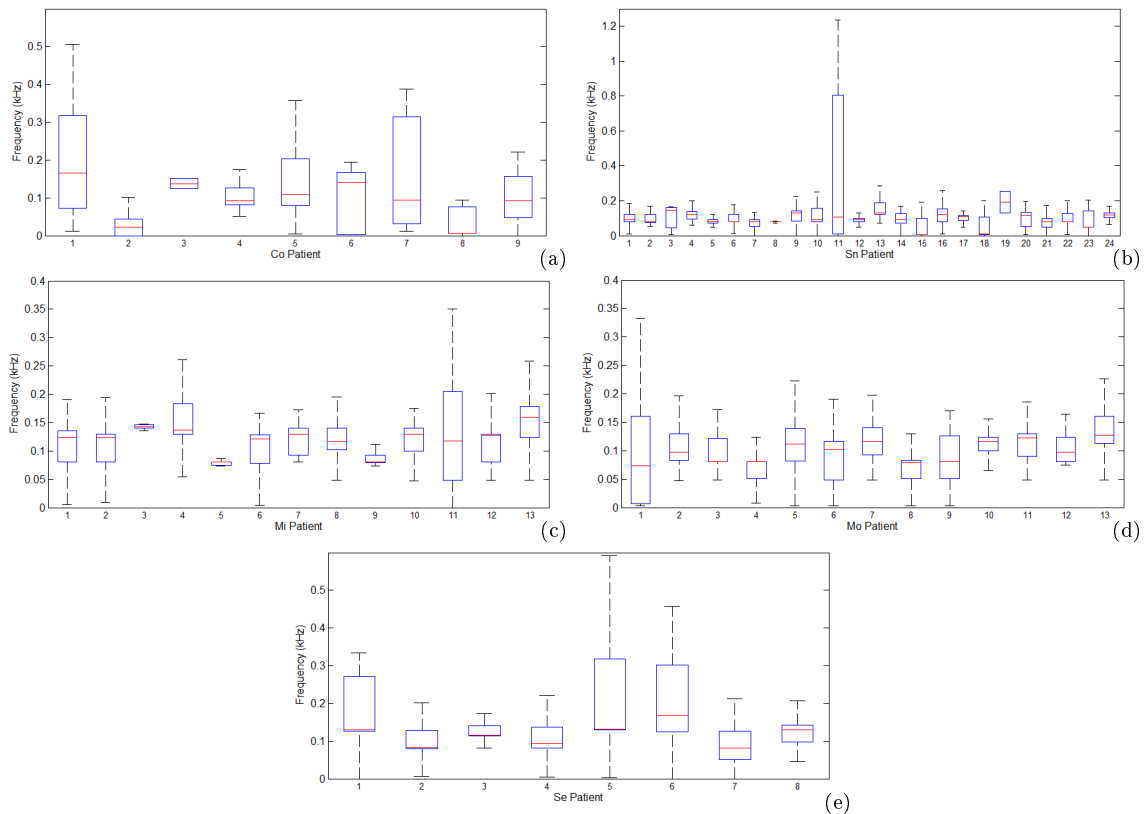 Frequency (kHz)
0.5
0.4
0.3
0.2
0.1
0
1 2 3 4 5 6 7 8 9
Co Patient
(a)
Frequency (kHz)
1.2
1
0.8
0.6
0.4
0.2
0
1 2 3 4 5 6 7 8 9 10 11 12 13 14 15 16 17 18 19 20 21 22 23 24
Sn Patient
(b)
Frequency (kHz)
0.4
0.35
0.3
0.25
0.2
0.15
0.1
0.05
0
1 2 3 4 5 6 7 8 9 10 11 12 13
Mi Patient
(c)
Frequency (kHz)
0.4
0.35
0.3
0.25
0.2
0.15
0.1
0.05
0
1 2 3 4 5 6 7 8 9 10 11 12 13
Mo Patient
(d)
Frequency (kHz)
0.5
0.4
0.3
0.2
0.1
0
1 2 3 4 5 6 7 8
Se Patient
(e)